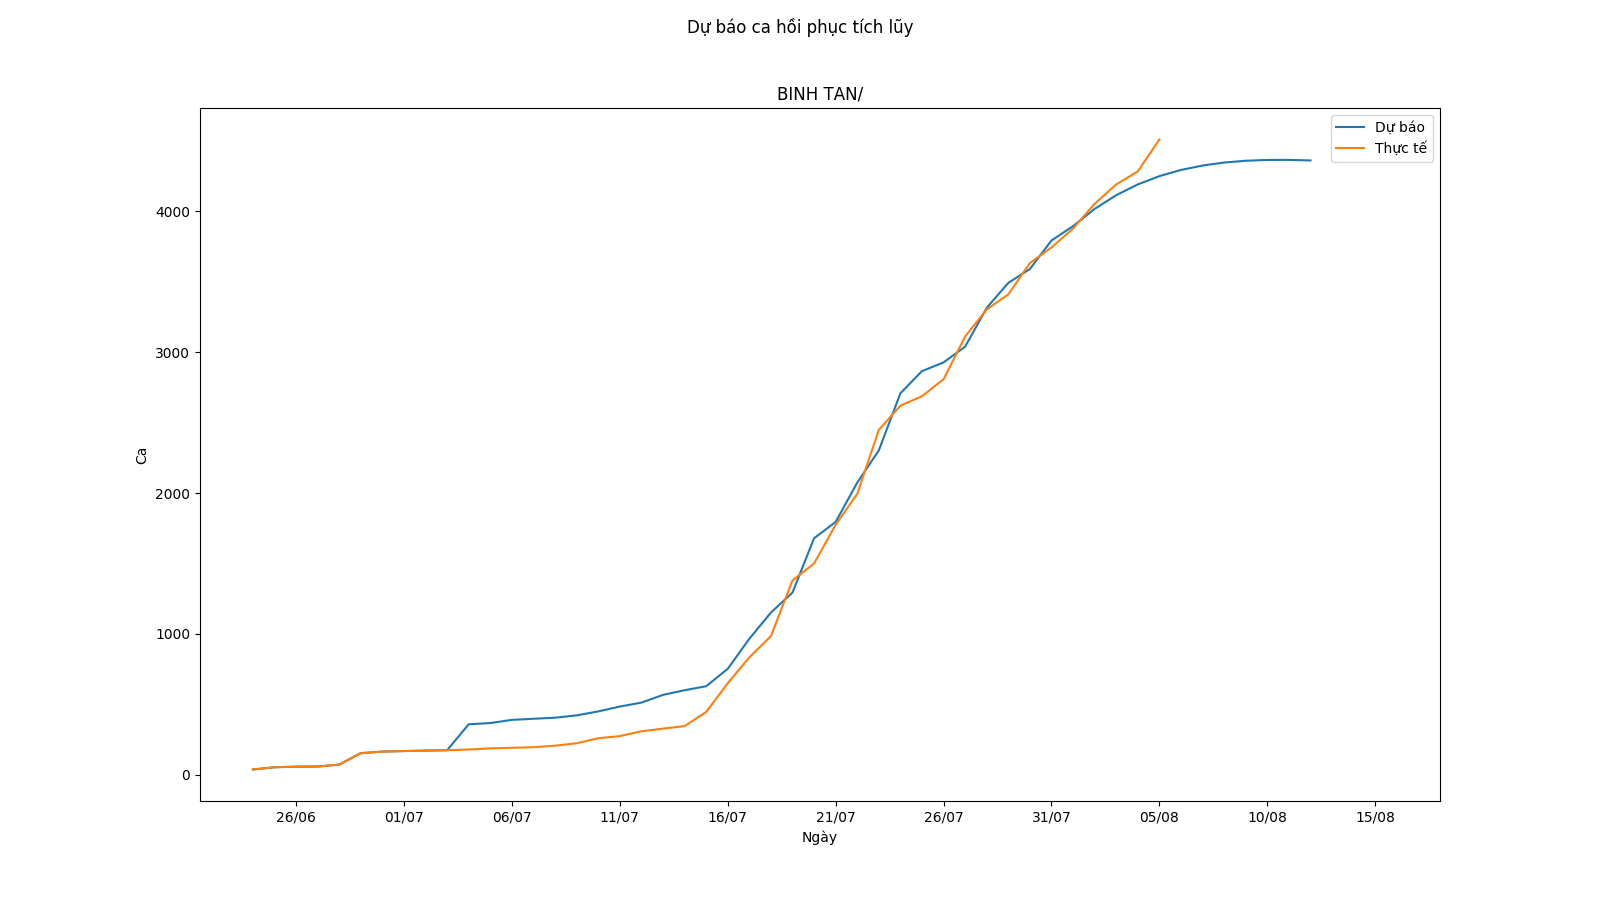 Dự báo ca hồi phục tích lũy
BINH TAN/
Dự báo
Thực tế
4000
3000
2000
1000
0
Ca
26/06 01/07 06/07 11/07 16/07 21/07 26/07 31/07 05/08 10/08 15/08
Ngày